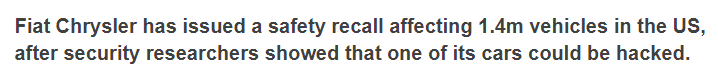 Fiat Chrysler has issued a safety recall affecting 1.4m vehicles in the US,
after security researchers showed that one of its cars could be hacked.